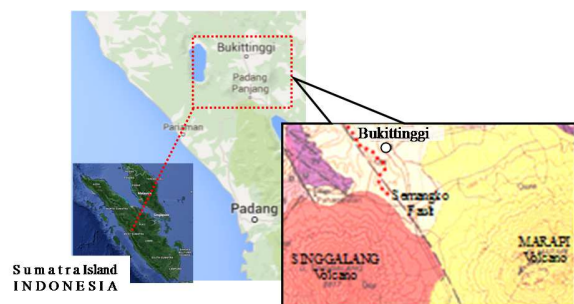 Bukittinggi
Padang
Panjang
Pariaman
Padang
Bukittinggi
Semangko
Fault
SINGGALANG
Volcano
MARAPI
Volcano
Sumatra Island
INDONESIA